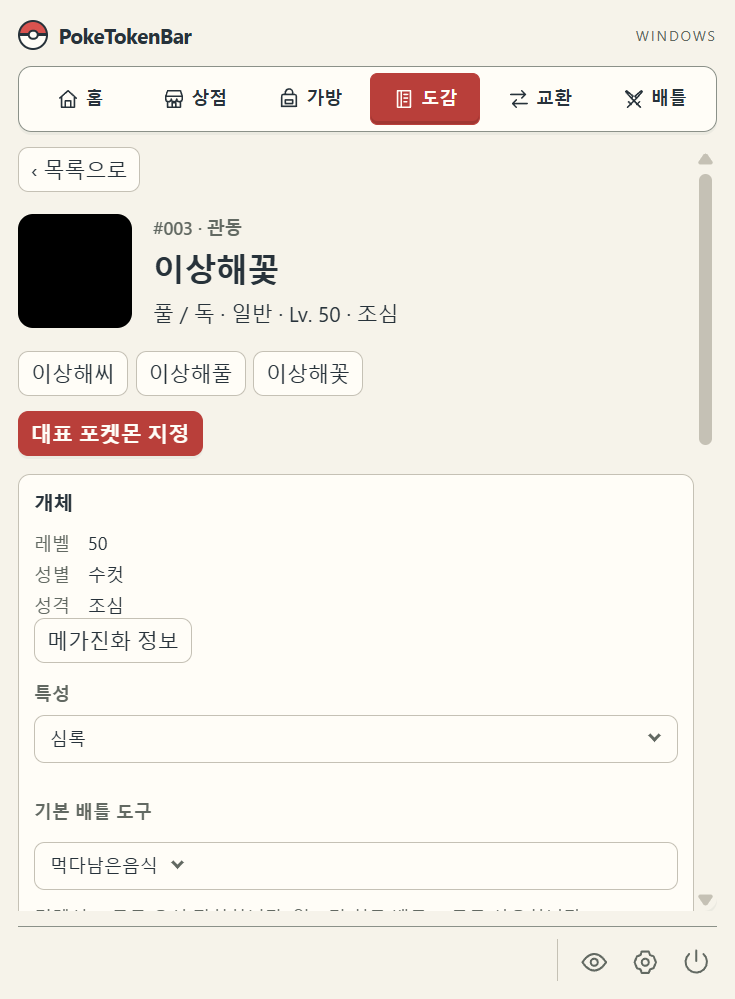 PokeTokenBar
WINDOWS
홈 상점 가방 도감 교환 배틀
‹ 목록으로
#003 · 관동
이상해꽃
풀 / 독 · 일반 · Lv. 50 · 조심
이상해씨 이상해풀 이상해꽃
대표 포켓몬 지정
개체
레벨 50
성별 수컷
성격 조심
메가진화 정보
특성
심록
기본 배틀 도구
먹다남은음식